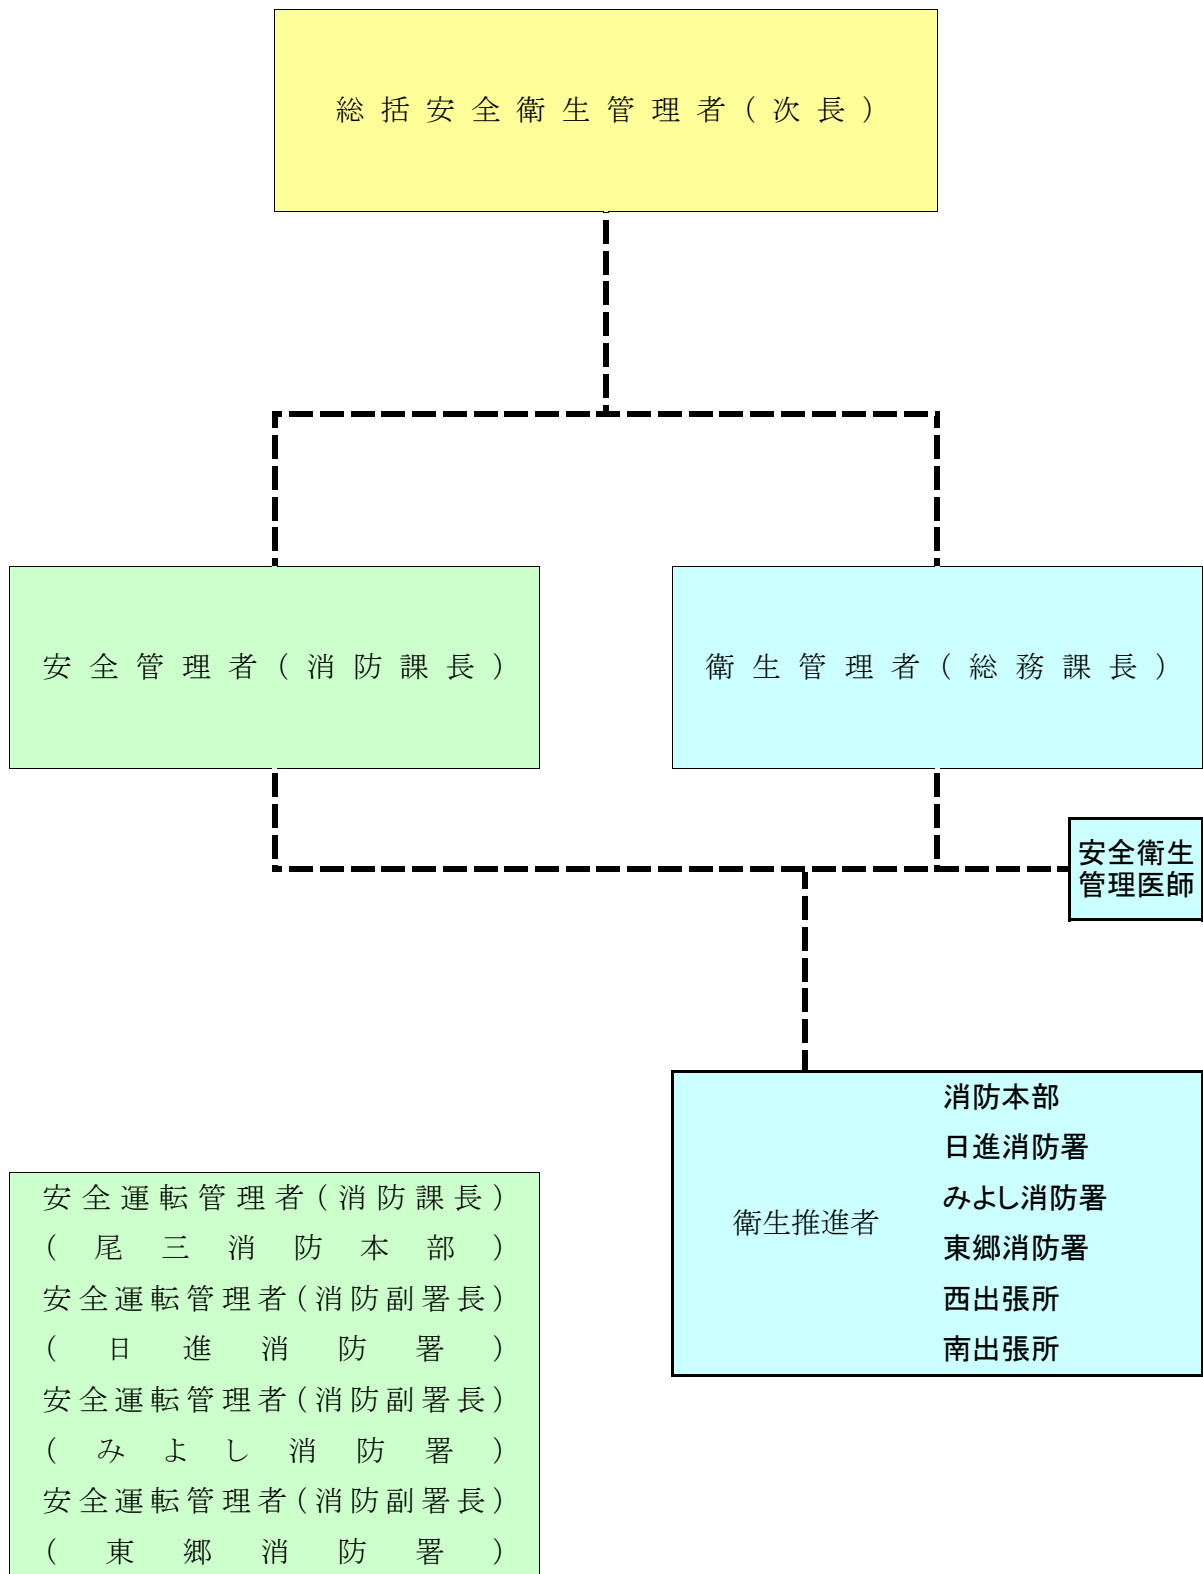 総括安全衛生管理者(次長)
安全管理者(消防課長)
衛生管理者(総務課長)
安全衛生
管理医師
衛生推進者
消防本部
日進消防署
みよし消防署
東郷消防署
西出張所
南出張所
安全運転管理者(消防課長)
(尾三消防本部)
安全運転管理者(消防副署長)
(日進消防署)
安全運転管理者(消防副署長)
(みよし消防署)
安全運転管理者(消防副署長)
(東郷消防署)